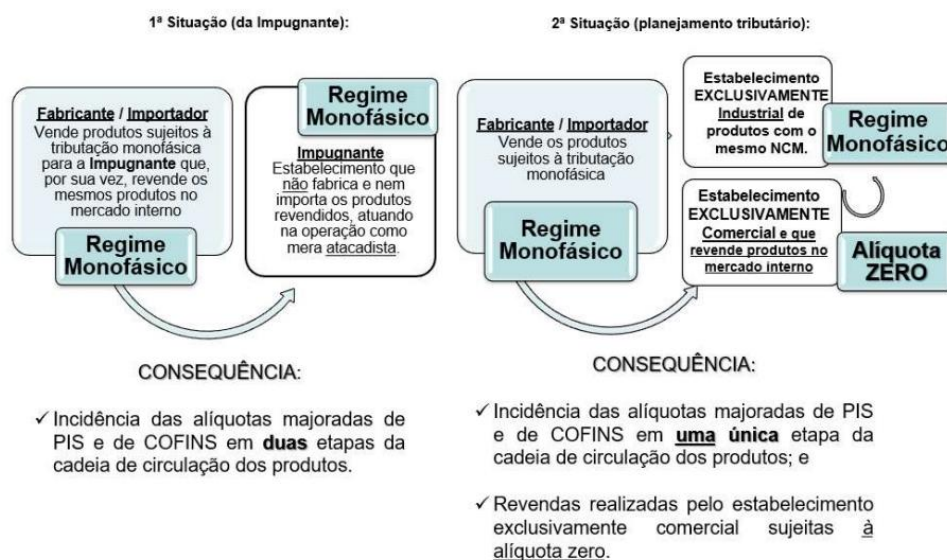 1ª Situação (da Impugnante):
Fabricante / Importador
Vende produtos sujeitos à
tributação monofásica
para a Impugnante que,
por sua vez, revende os
mesmos produtos no
mercado interno
Regime
Monofásico
Regime
Monofásico
Impugnante
Estabelecimento que
não fabrica e nem
importa os produtos
revendidos, atuando
na operação como
mera atacadista.
CONSEQUÊNCIA:
✓ Incidência das alíquotas majoradas de
PIS e de COFINS em duas etapas da
cadeia de circulação dos produtos.
2ª Situação (planejamento tributário):
Fabricante / Importador
Vende os produtos
sujeitos à tributação
monofásica
Regime
Monofásico
Estabelecimento
EXCLUSIVAMENTE
Industrial de
produtos com o
mesmo NCM.
Regime
Monofásico
Estabelecimento
EXCLUSIVAMENTE
Comercial e que
revende produtos no
mercado interno
Alíquota
ZERO
CONSEQUÊNCIA:
✓ Incidência das alíquotas majoradas de PIS
e de COFINS em uma única etapa da
cadeia de circulação dos produtos; e
✓ Revendas realizadas pelo estabelecimento
exclusivamente comercial sujeitas à
alíquota zero.